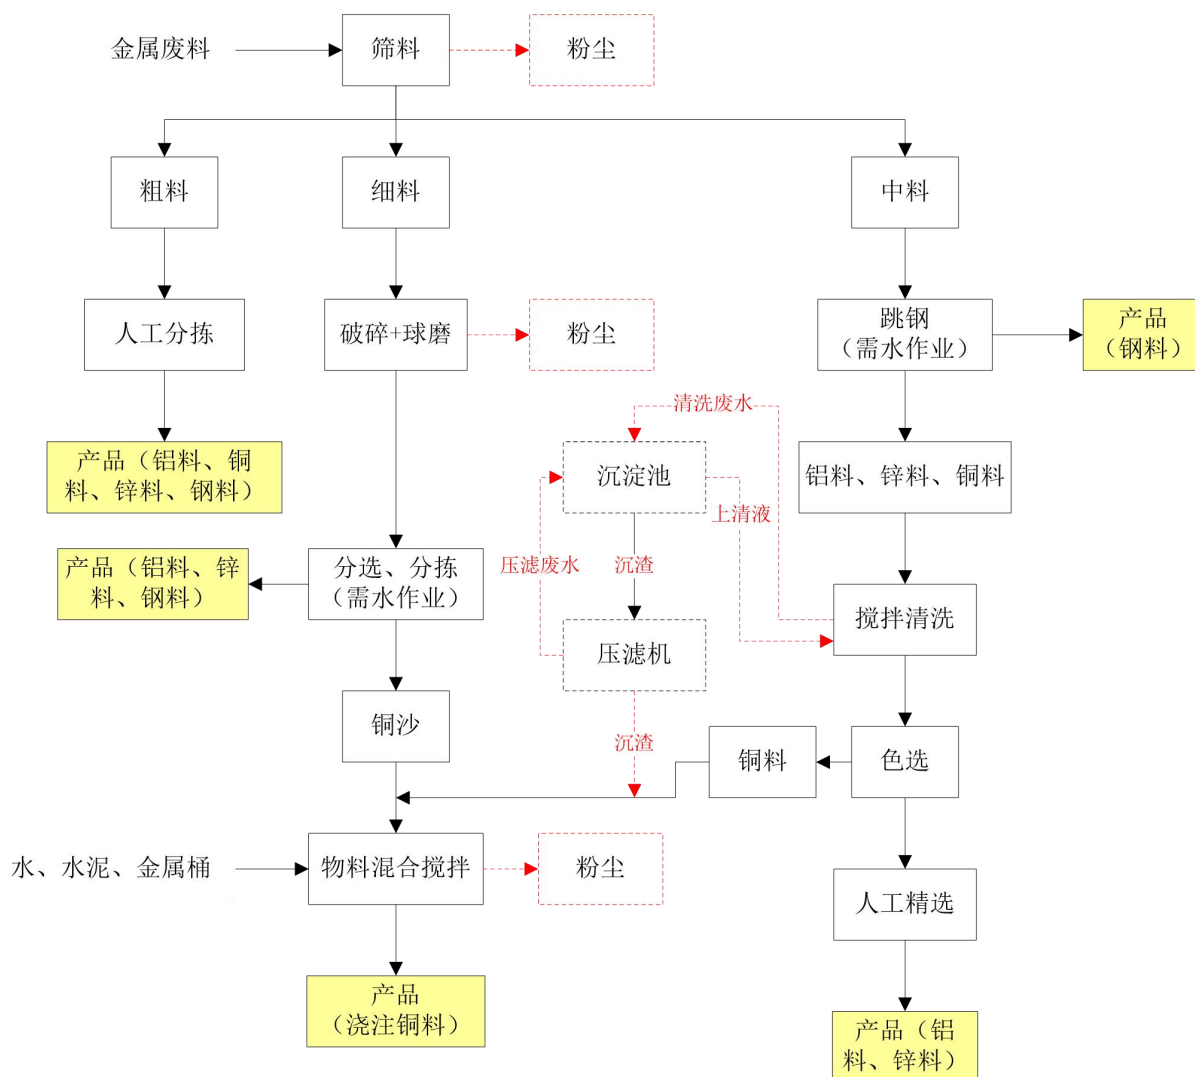 金属废料
筛料
粉尘
粗料
细料
中料
人工分拣
破碎+球磨
粉尘
跳钢
（需水作业）
产品
（钢料）
清洗废水
产品（铝料、铜
料、锌料、钢料）
沉淀池
铝料、锌料、铜料
上清液
产品（铝料、锌
料、钢料）
分选、分拣
（需水作业）
压滤废水
沉渣
搅拌清洗
压滤机
铜沙
沉渣
铜料
色选
水、水泥、金属桶
物料混合搅拌
粉尘
人工精选
产品
（浇注铜料）
产品（铝
料、锌料）